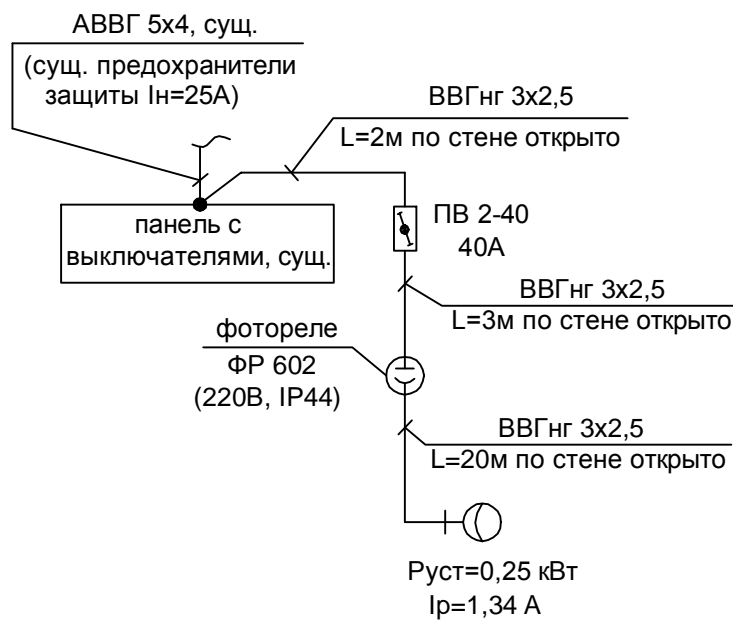 АВВГ 5х4, сущ.
(сущ. предохранители
защиты Iн=25А)
ВВГнг 3х2,5
L=2м по стене открыто
панель с
выключателями, сущ.
ПВ 2-40
40А
ВВГнг 3х2,5
L=3м по стене открыто
фотореле
ФР 602
(220В, IP44)
ВВГнг 3х2,5
L=20м по стене открыто
Руст=0,25 кВт
Iр=1,34 А